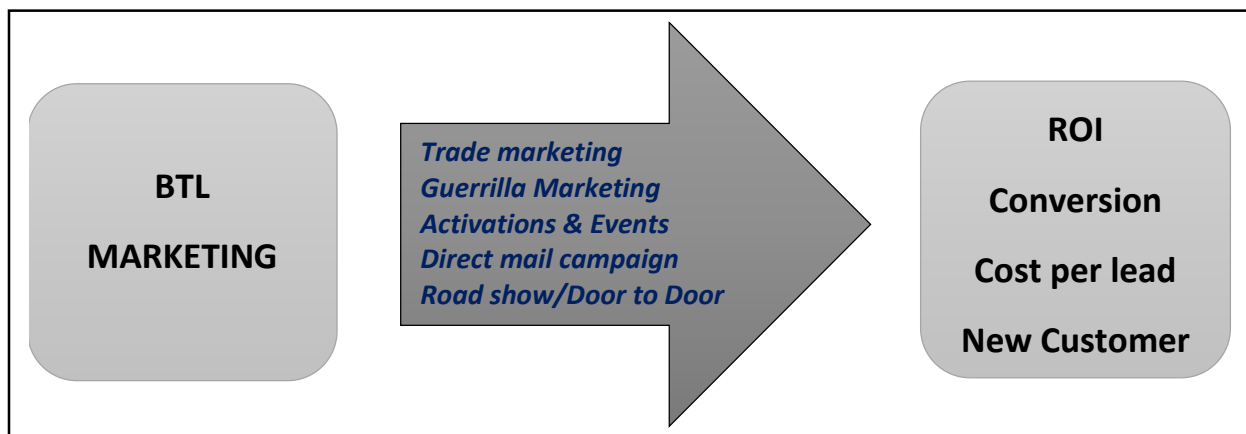 BTL
MARKETING
Trade marketing
Guerrilla Marketing
Activations & Events
Direct mail campaign
Road show/Door to Door
ROI
Conversion
Cost per lead
New Customer